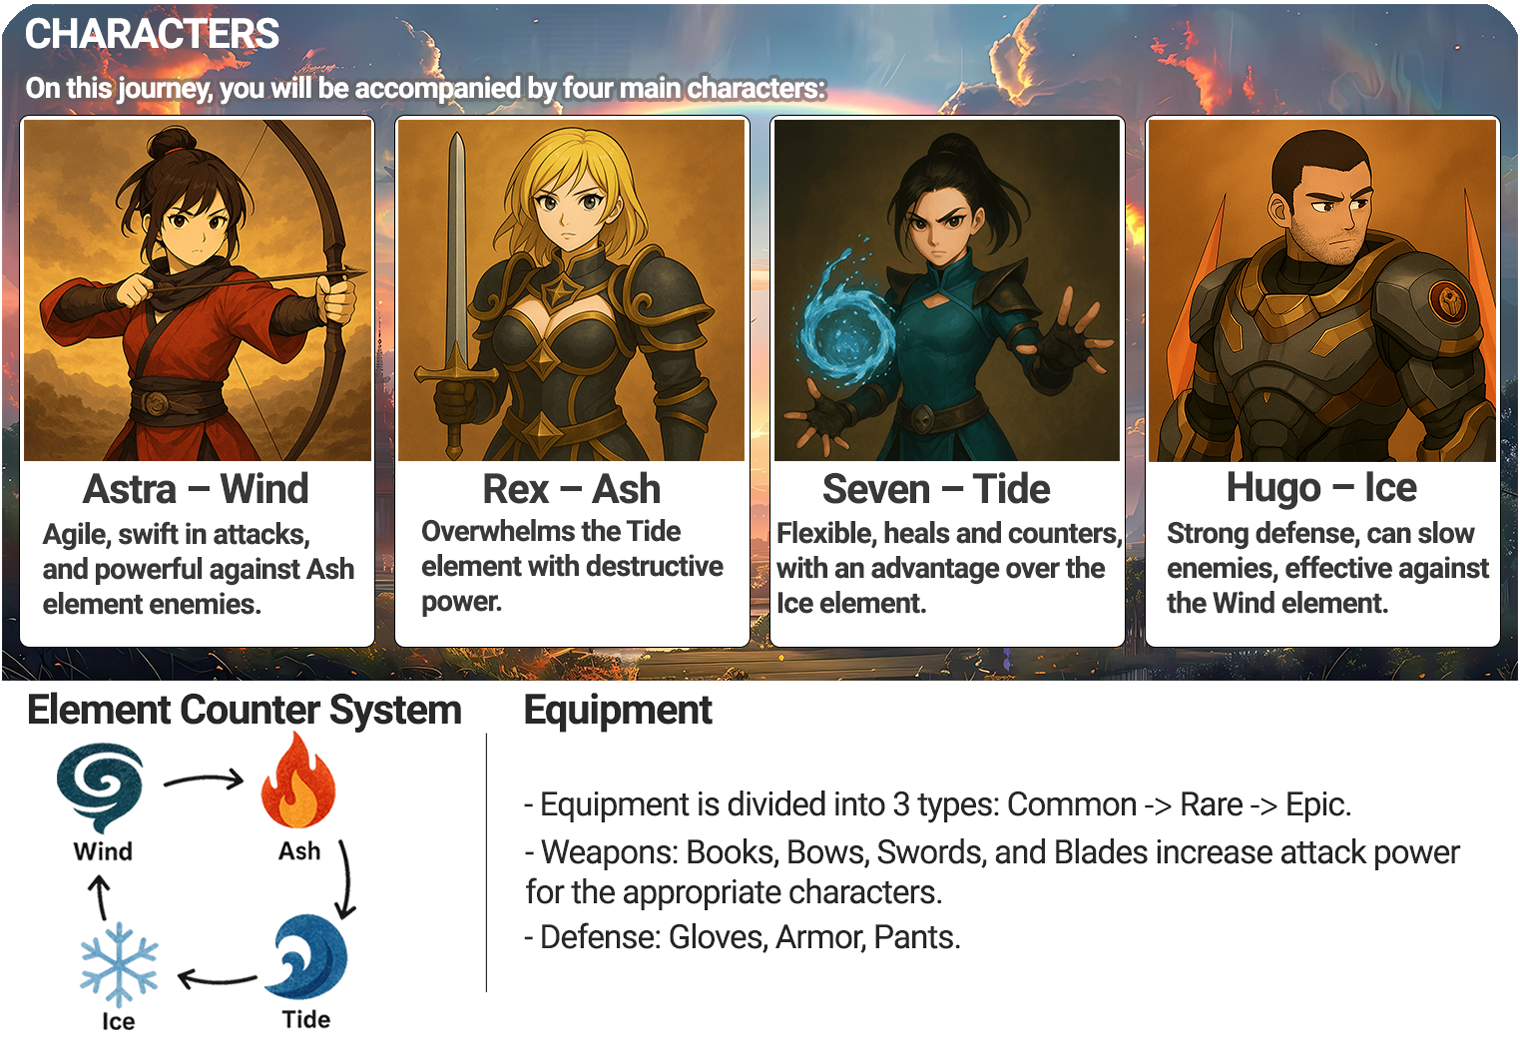 CHARACTERS
On this journey, you will be accompanied by four main characters:
Astra – Wind
Agile, swift in attacks,
and powerful against Ash
element enemies.
Rex – Ash
Overwhelms the Tide
element with destructive
power.
Seven – Tide
Flexible, heals and counters,
with an advantage over the
Ice element.
Hugo – Ice
Strong defense, can slow
enemies, effective against
the Wind element.
Element Counter System
Wind
Ash
Ice
Tide
Equipment
- Equipment is divided into 3 types: Common -> Rare -> Epic.
- Weapons: Books, Bows, Swords, and Blades increase attack power
for the appropriate characters.
- Defense: Gloves, Armor, Pants.